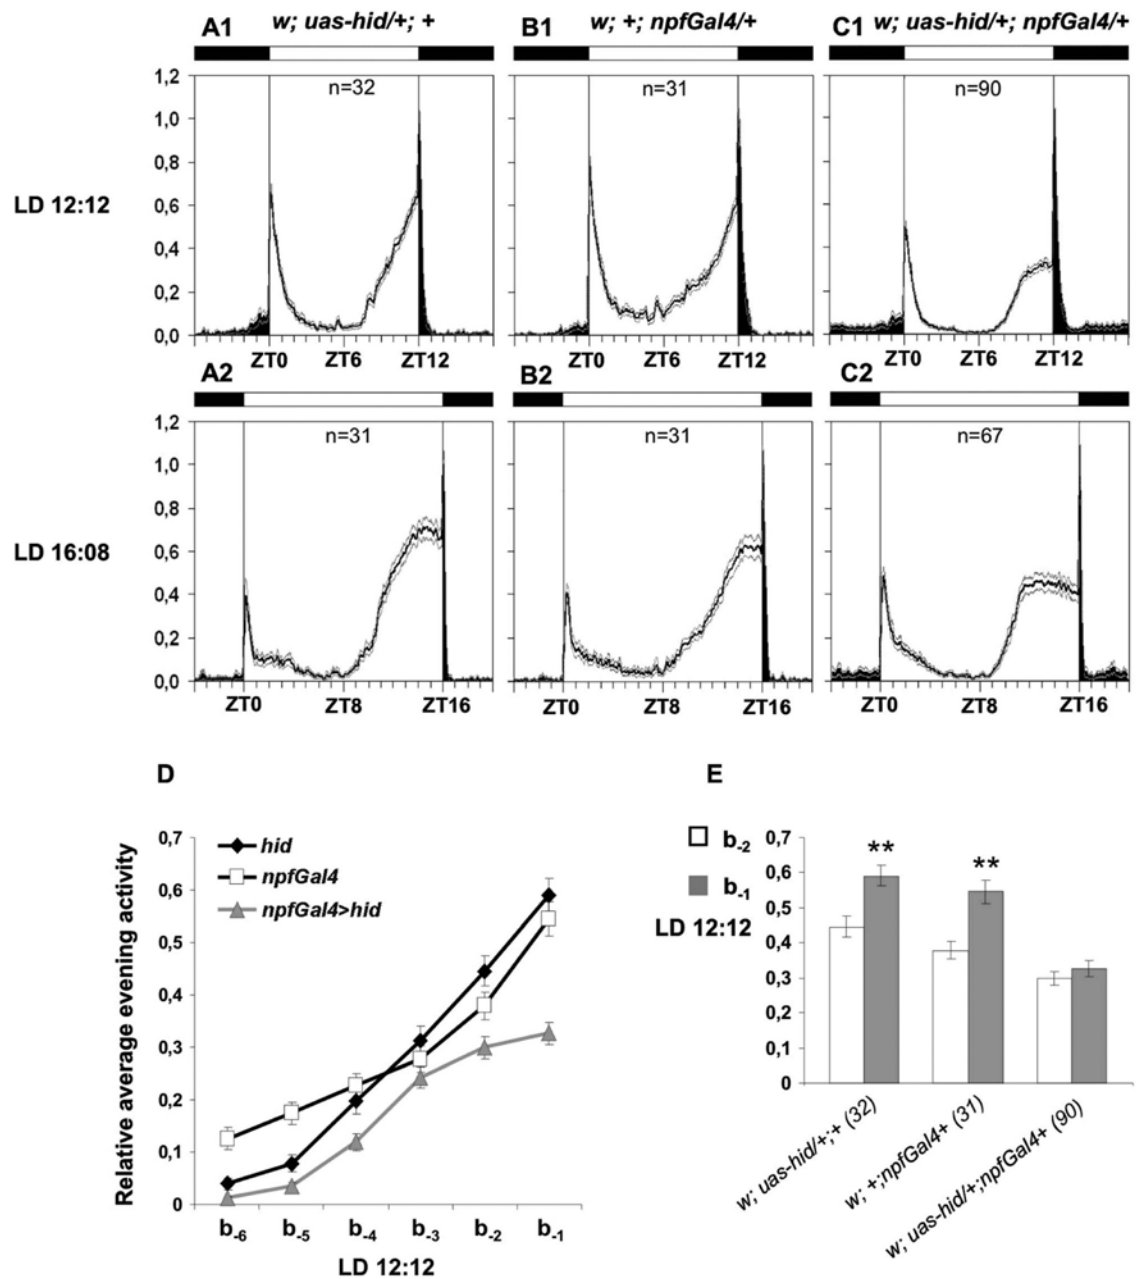 A1 w; uas-hid/+; + B1 w; +; npfGal4/+ C1 w; uas-hid/+; npfGal4/+
LD 12:12
1,2
1,0
0,8
0,6
0,4
0,2
0,0
n=32
n=31
n=90
ZT0 ZT6 ZT12
ZT0 ZT6 ZT12
ZT0 ZT6 ZT12
A2 B2 C2
LD 16:08
1,2
1,0
0,8
0,6
0,4
0,2
0,0
n=31
n=31
n=67
ZT0 ZT8 ZT16
ZT0 ZT8 ZT16
ZT0 ZT8 ZT16
D
Relative average evening activity
0,7
0,6
0,5
0,4
0,3
0,2
0,1
0
hid
npfGal4
npfGal4>hid
b-6 b-5 b-4 b-3 b-2 b-1
LD 12:12
E
b-2
b-1
LD 12:12
0,7
0,6
0,5
0,4
0,3
0,2
0,1
0
**
**
w; uas-hid/+;+ (32)
w; +;npfGal4+ (31)
w; uas-hid/+;npfGal4+ (90)